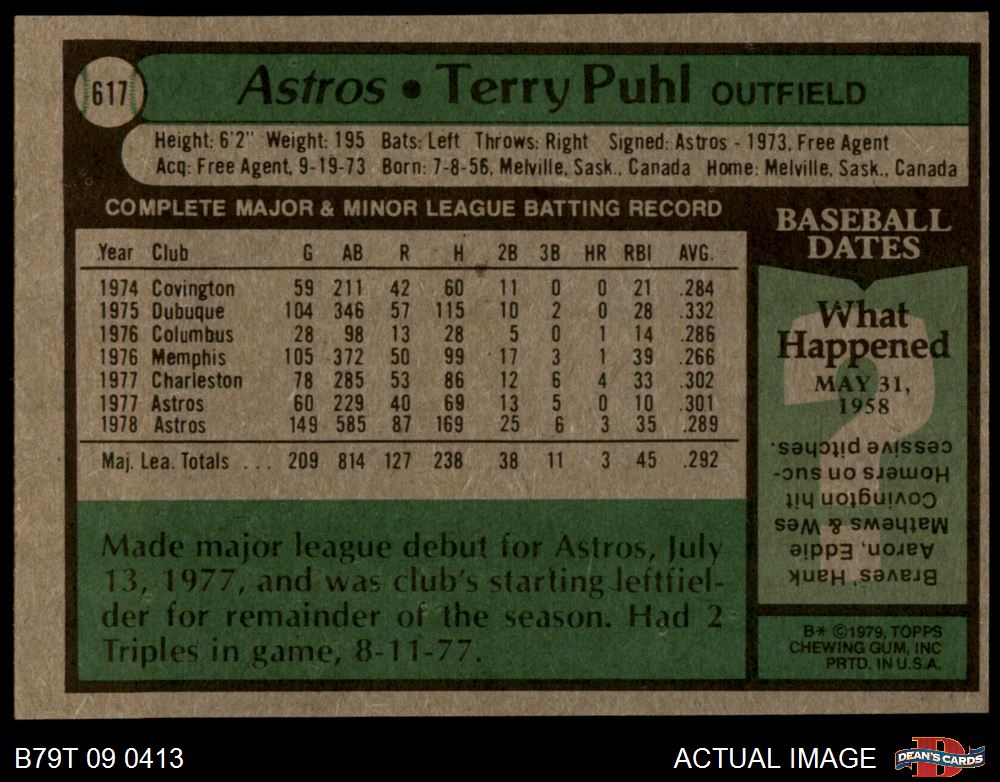 617
Astros • Terry Puhl OUTFIELD
Height: 6'2" Weight: 195 Bats: Left Throws: Right Signed: Astros - 1973, Free Agent
Acq: Free Agent, 9-19-73 Born: 7-8-56, Melville, Sask., Canada Home: Melville, Sask., Canada
COMPLETE MAJOR & MINOR LEAGUE BATTING RECORD
Year Club G AB R H 2B 3B HR RBI AVG.
1974 Covington 59 211 42 60 11 0 0 21 .284
1975 Dubuque 104 346 57 115 10 2 0 28 .332
1976 Columbus 28 98 13 28 5 0 1 14 .286
1976 Memphis 105 372 50 99 17 3 1 39 .266
1977 Charleston 78 285 53 86 12 6 4 33 .302
1977 Astros 60 229 40 69 13 5 0 10 .301
1978 Astros 149 585 87 169 25 6 3 35 .289
Maj. Lea. Totals ... 209 814 127 238 38 11 3 45 .292
Made major league debut for Astros, July
13, 1977, and was club's starting leftfiel-
der for remainder of the season. Had 2
Triples in game, 8-11-77.
BASEBALL
DATES
What
Happened
MAY 31,
1958
Braves' Hank
Aaron, Eddie
Mathews & Wes
Covington hit
Homers on suc-
cessive pitches.
B* ©1979, TOPPS
CHEWING GUM, INC
PRTD. IN U.S.A.
B79T 09 0413
ACTUAL IMAGE
D
DEAN'S CARDS